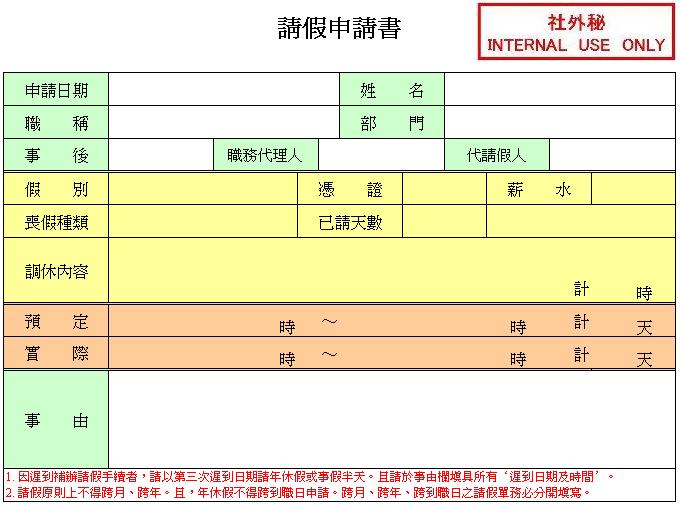 請假申請書
社外秘
INTERNAL USE ONLY
申請日期 姓 名
職 稱 部 門
事 後 職務代理人 代請假人
假 別 憑 證 薪 水
喪假種類 已請天數
調休內容 計 時
預 定 時 ～ 時 計 天
實 際 時 ～ 時 計 天
事 由
1. 因遲到補辦請假手續者，請以第三次遲到日期請年休假或事假半天。且請於事由欄填具所有‘遲到日期及時間’。
2. 請假原則上不得跨月、跨年。且，年休假不得跨到職日申請。跨月、跨年、跨到職日之請假單務必分開填寫。